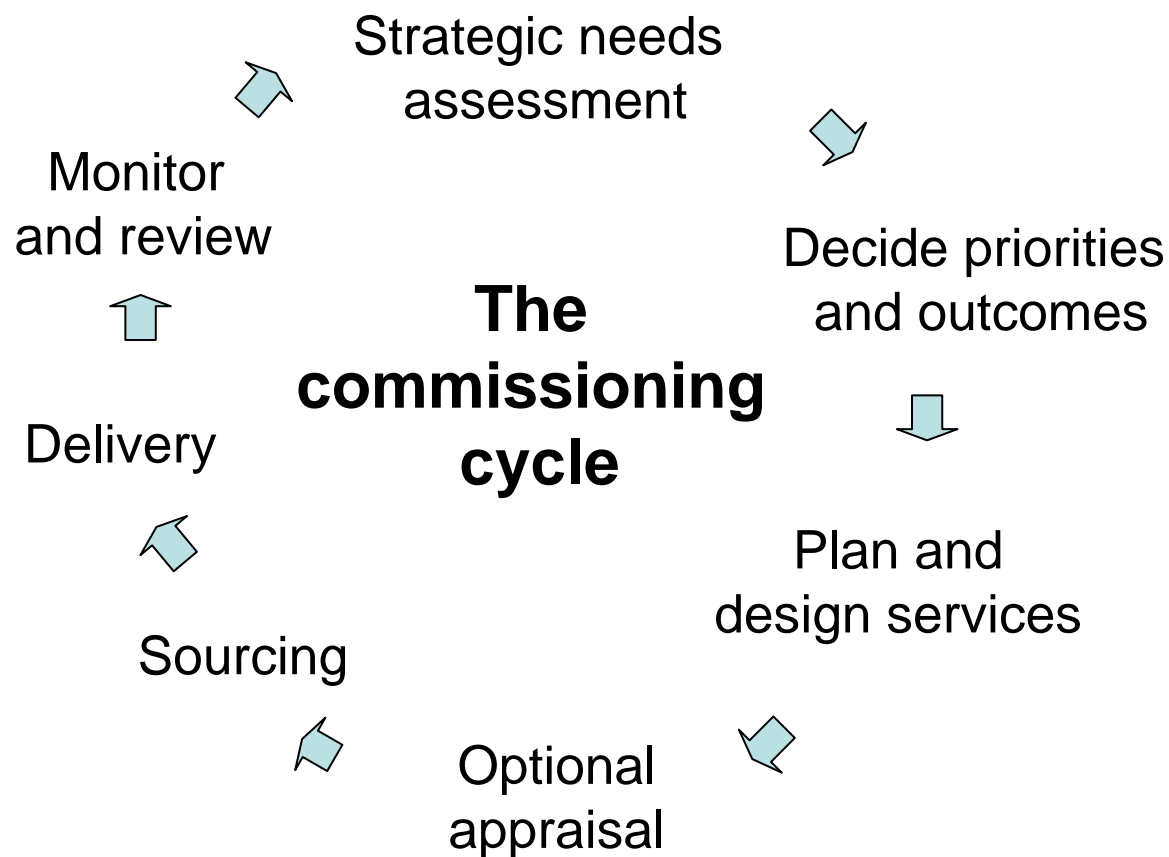 Strategic needs
assessment
Decide priorities
and outcomes
Plan and
design services
Optional
appraisal
Sourcing
Delivery
Monitor
and review
The
commissioning
cycle